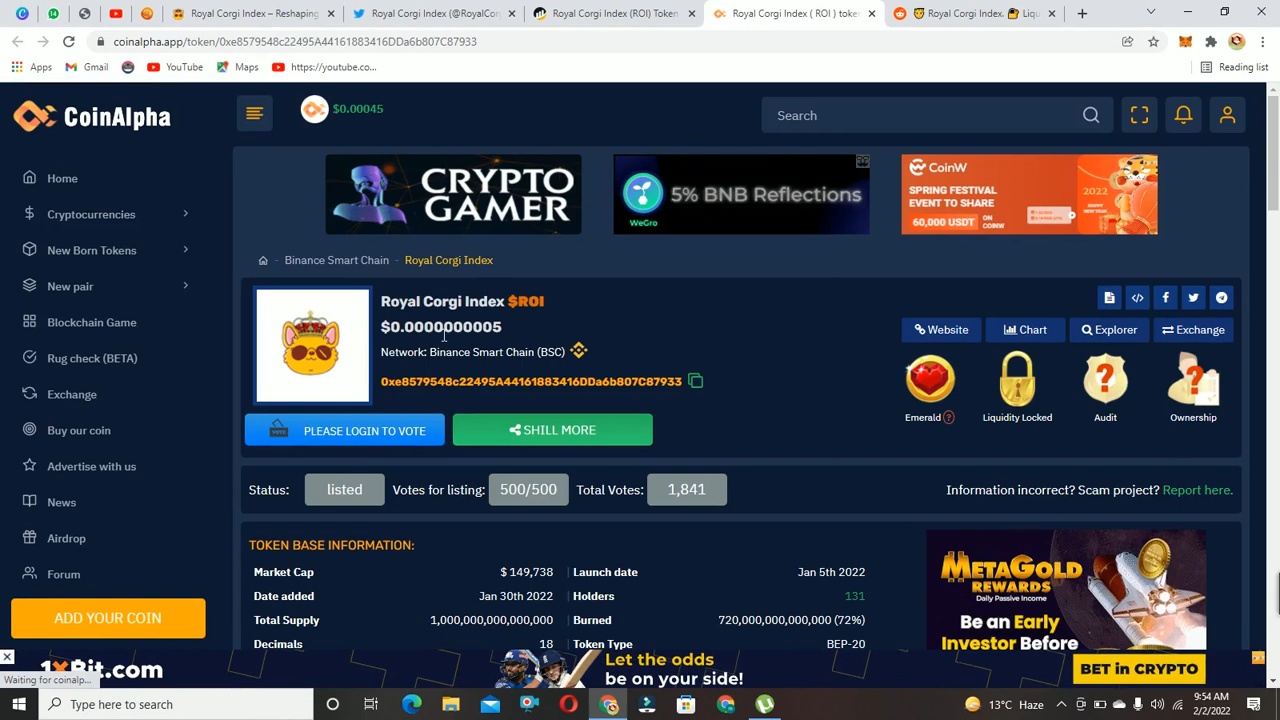 Royal Corgi Index – Reshaping
Royal Corgi Index (@RoyalCorg
Royal Corgi Index (ROI) Token
Royal Corgi Index (ROI ) token
Royal Corgi Index. Liqu
coinalpha.app/token/0xe8579548c22495A44161883416DDa6b807C87933
Apps
Gmail
YouTube
Maps
https://youtube.co...
Reading list
CoinAlpha
$0.00045
Search
Home
Cryptocurrencies
New Born Tokens
New pair
Blockchain Game
Rug check (BETA)
Exchange
Buy our coin
Advertise with us
News
Airdrop
Forum
ADD YOUR COIN
CRYPTO
GAMER
WeGro
5% BNB Reflections
CoinW
SPRING FESTIVAL
EVENT TO SHARE
60,000 USDT ON COINW
2022
- Binance Smart Chain - Royal Corgi Index
Royal Corgi Index $ROI
$0.0000000005
Network: Binance Smart Chain (BSC)
0xe8579548c22495A44161883416DDa6b807C87933
PLEASE LOGIN TO VOTE
SHILL MORE
Website
Chart
Explorer
Exchange
Emerald
Liquidity Locked
Audit
Ownership
Status: listed Votes for listing: 500/500 Total Votes: 1,841
Information incorrect? Scam project? Report here.
TOKEN BASE INFORMATION:
Market Cap $ 149,738 Launch date Jan 5th 2022
Date added Jan 30th 2022 Holders 131
Total Supply 1,000,000,000,000,000 Burned 720,000,000,000,000 (72%)
Decimals 18 Token Type BEP-20
METAGOLD
REWARDS
Daily Passive Income
Be an Early
Investor Before
1xBit.com
Let the odds
be on your side!
BET in CRYPTO
Waiting for coinalp...
Type here to search
13°C Haze
9:54 AM
2/2/2022